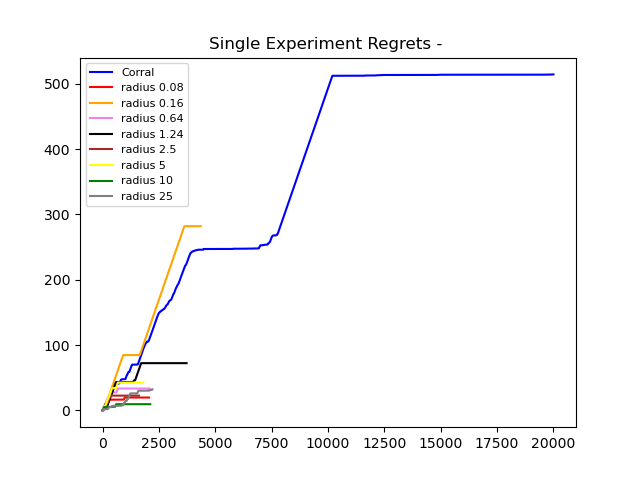 Single Experiment Regrets -
Corral
radius 0.08
radius 0.16
radius 0.64
radius 1.24
radius 2.5
radius 5
radius 10
radius 25
500
400
300
200
100
0
0 2500 5000 7500 10000 12500 15000 17500 20000